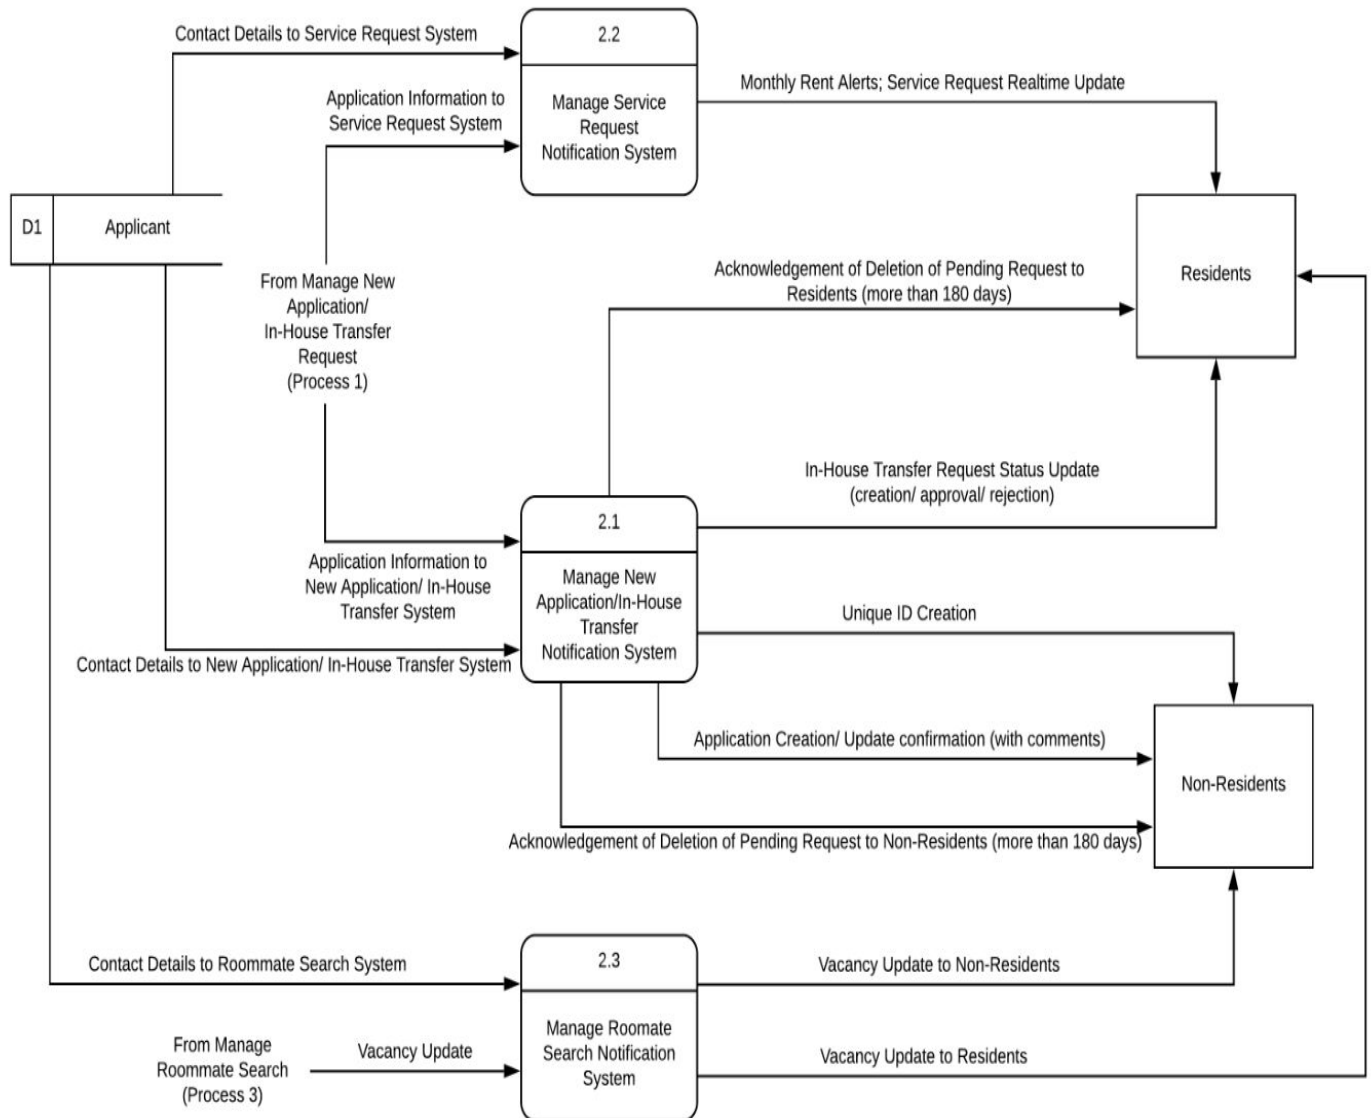 Contact Details to Service Request System
2.2
Manage Service
Request
Notification System
Monthly Rent Alerts; Service Request Realtime Update
Application Information to
Service Request System
D1
Applicant
From Manage New
Application/
In-House Transfer
Request
(Process 1)
Acknowledgement of Deletion of Pending Request to
Residents (more than 180 days)
Residents
In-House Transfer Request Status Update
(creation/ approval/ rejection)
2.1
Manage New
Application/In-House
Transfer
Notification System
Application Information to
New Application/ In-House
Transfer System
Contact Details to New Application/ In-House Transfer System
Unique ID Creation
Application Creation/ Update confirmation (with comments)
Non-Residents
Acknowledgement of Deletion of Pending Request to Non-Residents (more than 180 days)
Contact Details to Roommate Search System
2.3
Manage Roomate
Search Notification
System
Vacancy Update to Non-Residents
From Manage
Roommate Search
(Process 3)
Vacancy Update
Vacancy Update to Residents